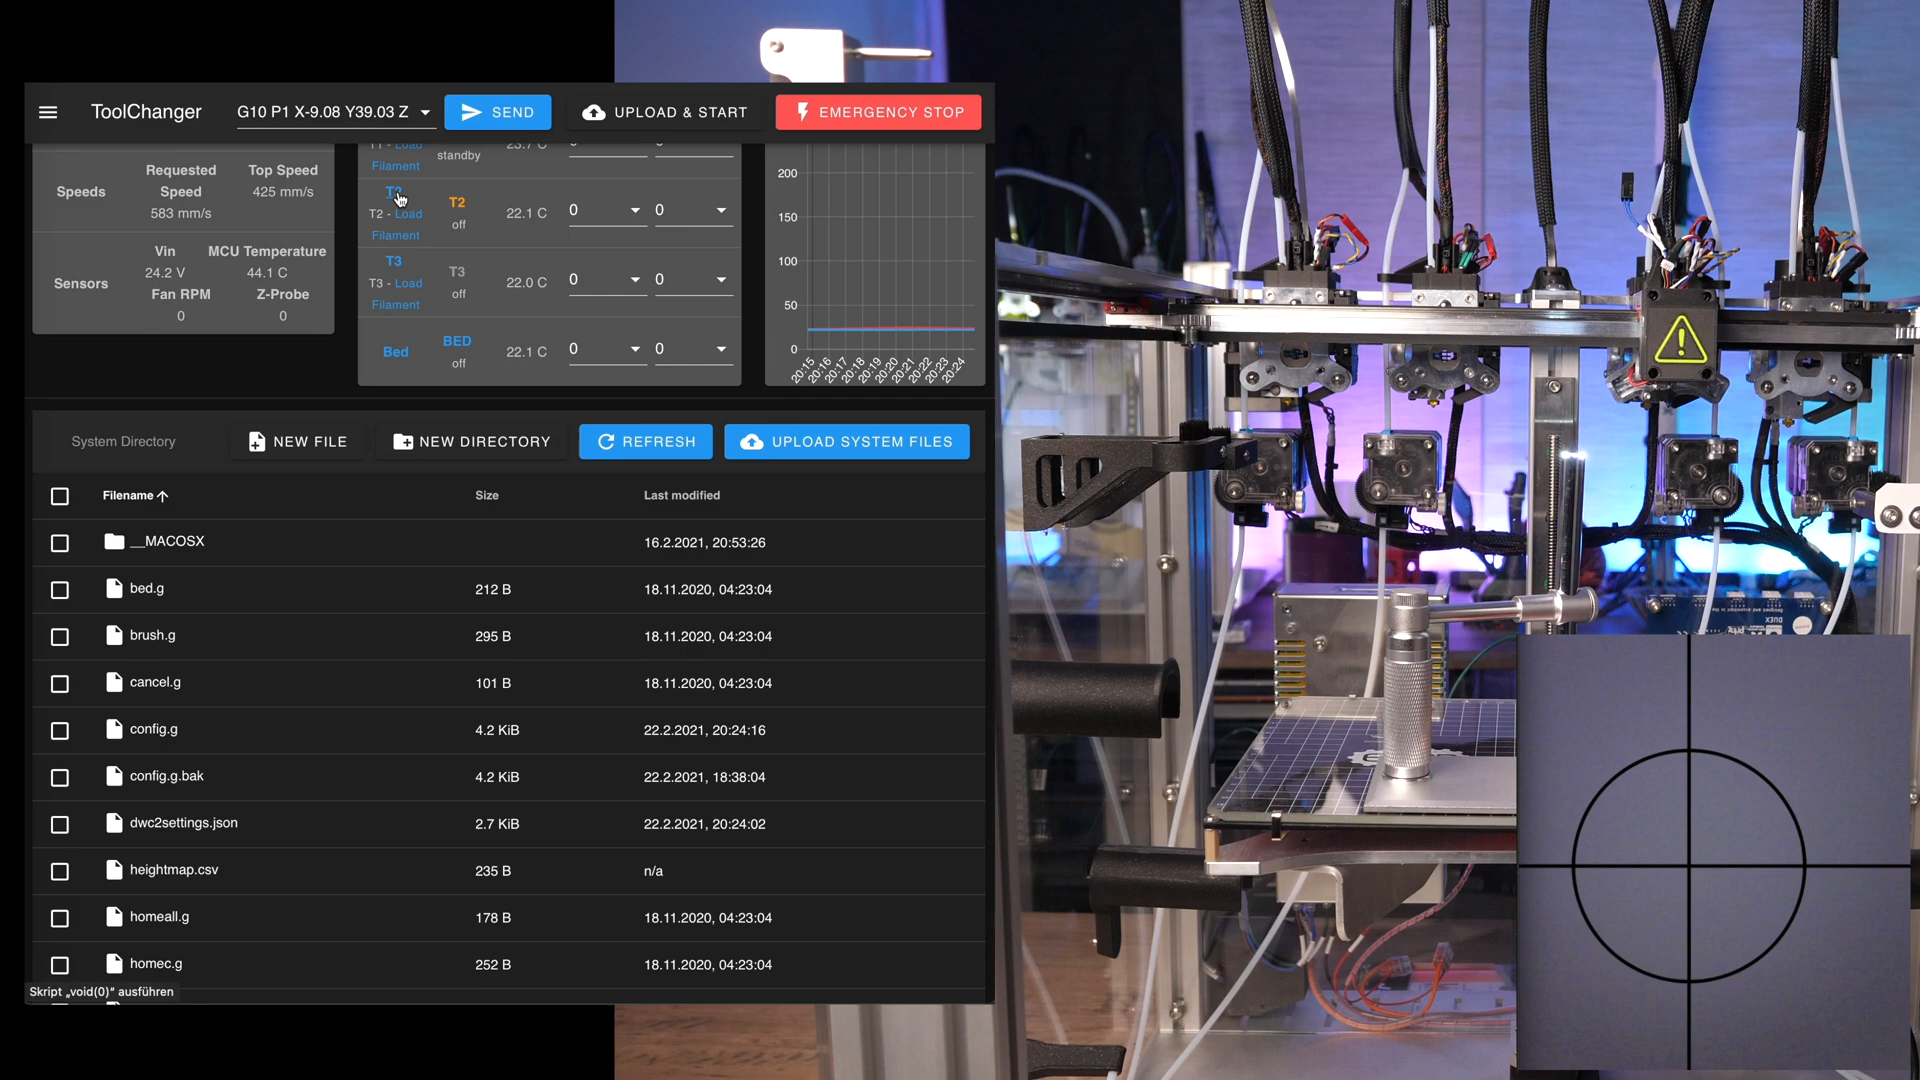 ToolChanger
G10 P1 X-9.08 Y39.03 Z
SEND
UPLOAD & START
EMERGENCY STOP
Speeds
Requested Speed
583 mm/s
Top Speed
425 mm/s
Sensors
Vin
24.2 V
MCU Temperature
44.1 C
Fan RPM
0
Z-Probe
0
T1 - Load
Filament
standby
23.7 C
T2
T2 - Load
Filament
T2
off
22.1 C
0
0
T3
T3 - Load
Filament
T3
off
22.0 C
0
0
Bed
BED
off
22.1 C
0
0
200
150
100
50
0
20:15
20:16
20:17
20:18
20:19
20:20
20:21
20:22
20:23
20:24
System Directory
NEW FILE
NEW DIRECTORY
REFRESH
UPLOAD SYSTEM FILES
Filename Size Last modified
__MACOSX 16.2.2021, 20:53:26
bed.g 212 B 18.11.2020, 04:23:04
brush.g 295 B 18.11.2020, 04:23:04
cancel.g 101 B 18.11.2020, 04:23:04
config.g 4.2 KiB 22.2.2021, 20:24:16
config.g.bak 4.2 KiB 22.2.2021, 18:38:04
dwc2settings.json 2.7 KiB 22.2.2021, 20:24:02
heightmap.csv 235 B n/a
homeall.g 178 B 18.11.2020, 04:23:04
homec.g 252 B 18.11.2020, 04:23:04
Skript „void(0)“ ausführen
DUEX